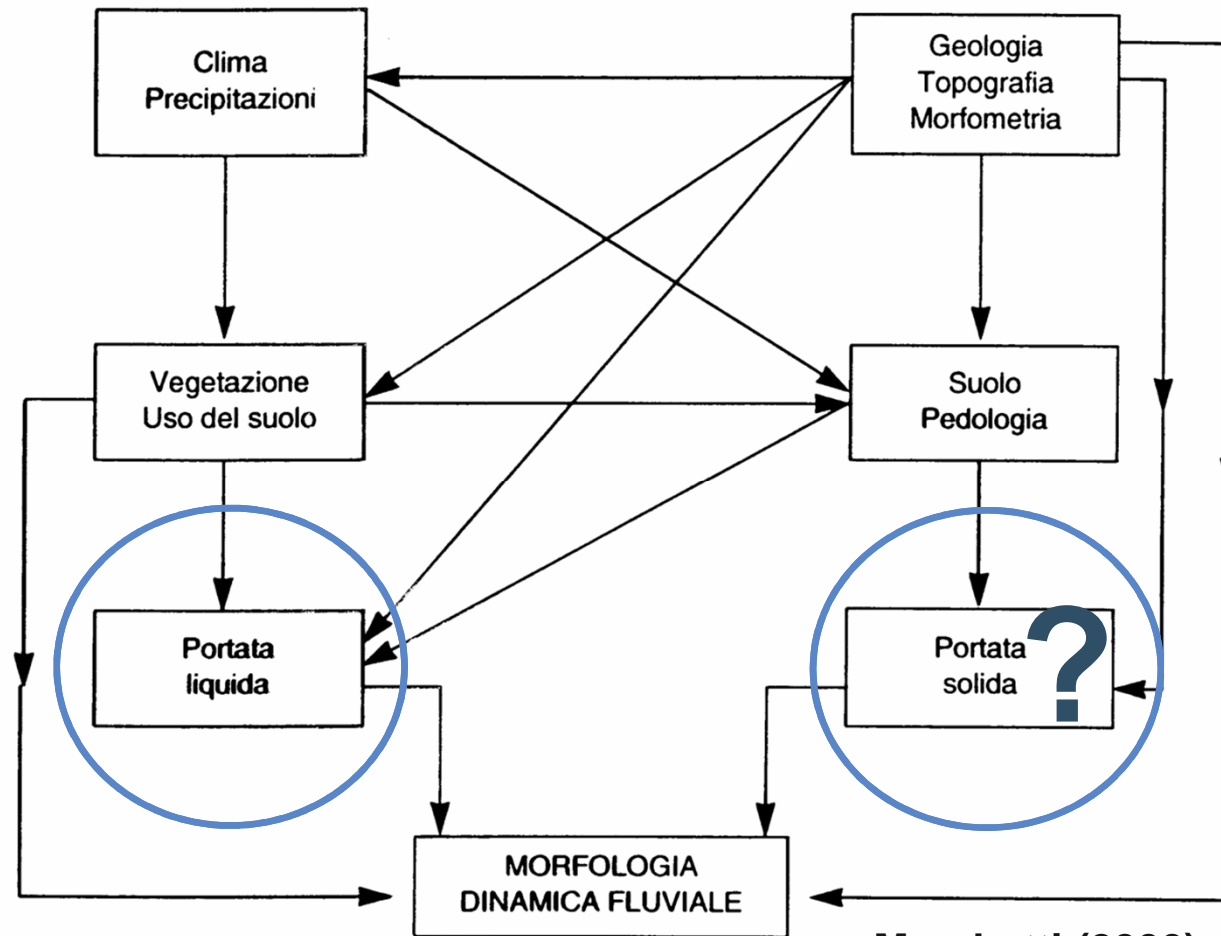 Clima
Precipitazioni
Geologia
Topografia
Morfometria
Vegetazione
Uso del suolo
Suolo
Pedologia
Portata
liquida
Portata
solida
?
MORFOLOGIA
DINAMICA FLUVIALE